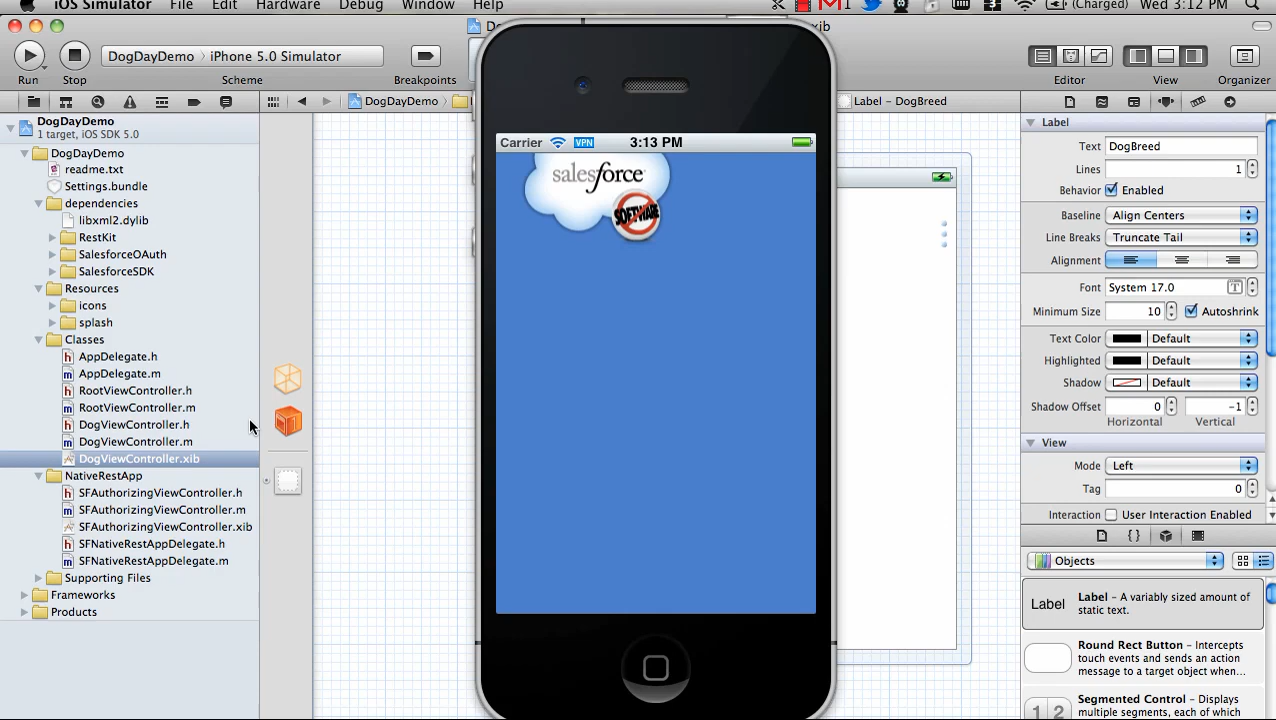 iOS Simulator File Edit Hardware Debug Window Help 1 (Charged) Wed 3:12 PM
xib
DogDayDemo iPhone 5.0 Simulator
Run Stop Scheme Breakpoints Editor View Organizer
DogDayDemo Label - DogBreed
DogDayDemo
1 target, iOS SDK 5.0
DogDayDemo
readme.txt
Settings.bundle
dependencies
libxml2.dylib
RestKit
SalesforceOAuth
SalesforceSDK
Resources
icons
splash
Classes
AppDelegate.h
AppDelegate.m
RootViewController.h
RootViewController.m
DogViewController.h
DogViewController.m
DogViewController.xib
NativeRestApp
SFAuthorizingViewController.h
SFAuthorizingViewController.m
SFAuthorizingViewController.xib
SFNativeRestAppDelegate.h
SFNativeRestAppDelegate.m
Supporting Files
Frameworks
Products
Carrier VPN 3:13 PM
salesforce
SOFTWARE
Label
Text DogBreed
Lines 1
Behavior Enabled
Baseline Align Centers
Line Breaks Truncate Tail
Alignment
Font System 17.0
Minimum Size 10 Autoshrink
Text Color Default
Highlighted Default
Shadow Default
Shadow Offset 0 -1
Horizontal Vertical
View
Mode Left
Tag 0
Interaction User Interaction Enabled
Objects
Label
Label - A variably sized amount of
static text.
Round Rect Button - Intercepts
touch events and sends an action
message to a target object when...
1 2
Segmented Control - Displays
multiple segments, each of which